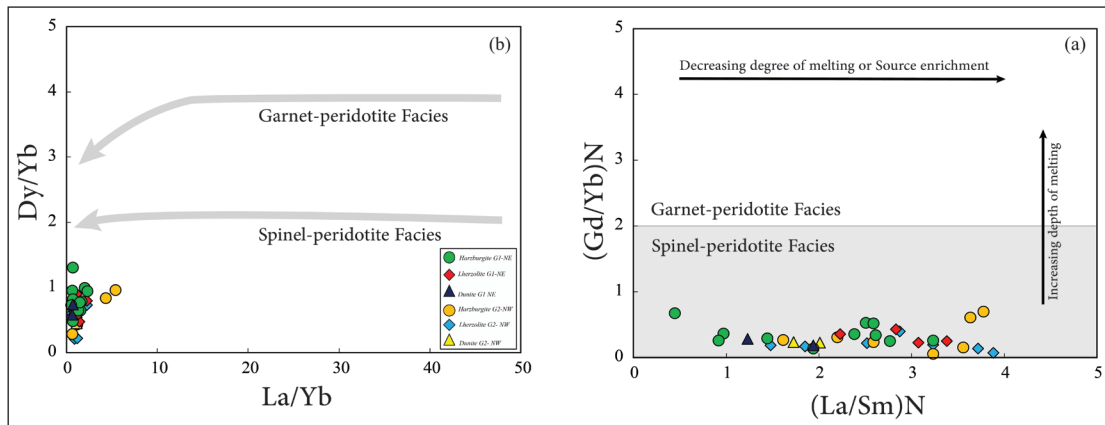 (b)
5
4
3
2
1
0
Dy/Yb
Garnet-peridotite Facies
Spinel-peridotite Facies
Harzburgite G1-NE
Lherzolite G1-NE
Dunite G1 NE
Harzburgite G2-NW
Lherzolite G2- NW
Dunite G2- NW
0
10
20
30
40
50
La/Yb
(a)
5
4
3
2
1
0
(Gd/Yb)N
Decreasing degree of melting or Source enrichment
Increasing depth of melting
Garnet-peridotite Facies
Spinel-peridotite Facies
0
1
2
3
4
5
(La/Sm)N